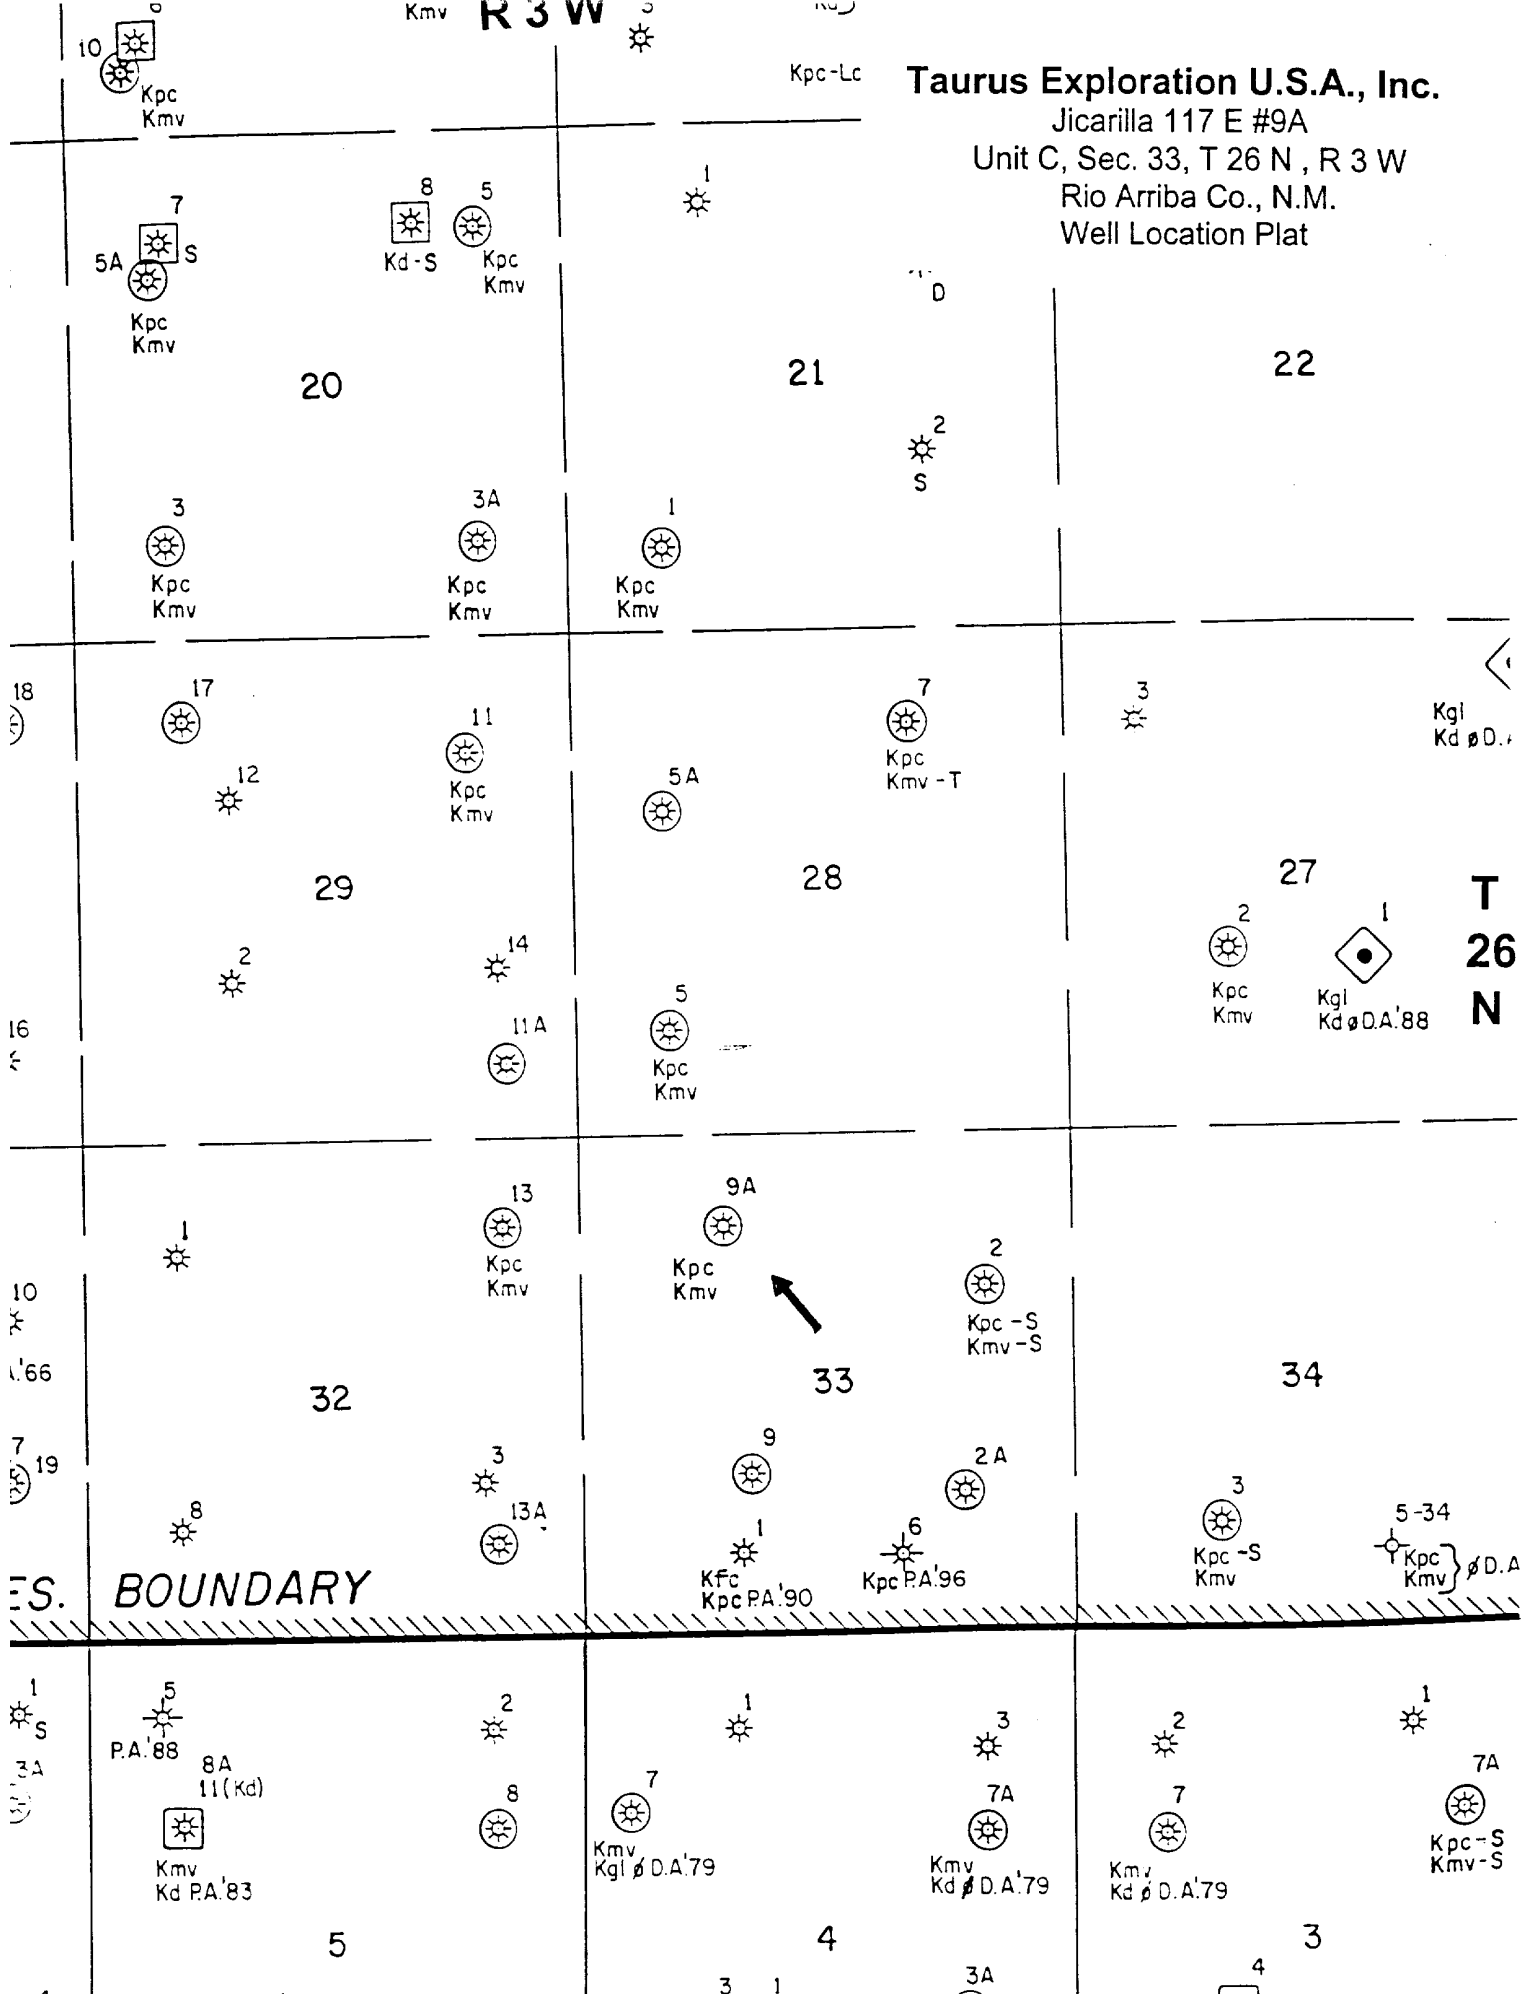 Kmv R 3 W
10
Kpc
Kmv
Kpc-Lc
Taurus Exploration U.S.A., Inc.
Jicarilla 117 E #9A
Unit C, Sec. 33, T 26 N , R 3 W
Rio Arriba Co., N.M.
Well Location Plat
7
S
5A
Kpc
Kmv
8
Kd-S
5
Kpc
Kmv
1
D
20
21
22
2
S
3
Kpc
Kmv
3A
Kpc
Kmv
1
Kpc
Kmv
18
17
11
Kpc
Kmv
12
5A
7
Kpc
Kmv-T
3
Kgl
Kd ø D.
29
28
27
T
26
N
2
14
11A
16
5
Kpc
Kmv
2
Kpc
Kmv
1
Kgl
Kd ø D.A.'88
1
13
Kpc
Kmv
9A
Kpc
Kmv
2
Kpc-S
Kmv-S
10
'66
32
33
34
7
19
8
3
13A
9
2A
1
Kfc
Kpc P.A.'90
6
Kpc P.A.'96
3
Kpc-S
Kmv
5-34
Kpc
Kmv } ø D.A
ES. BOUNDARY
1
S
3A
5
P.A.'88
8A
11(Kd)
Kmv
Kd P.A.'83
2
8
1
7
Kmv
Kgl ø D.A.'79
3
7A
Kmv
Kd ø D.A.'79
2
7
Kmv
Kd ø D.A.'79
1
7A
Kpc-S
Kmv-S
5
4
3
3 1
3A
4